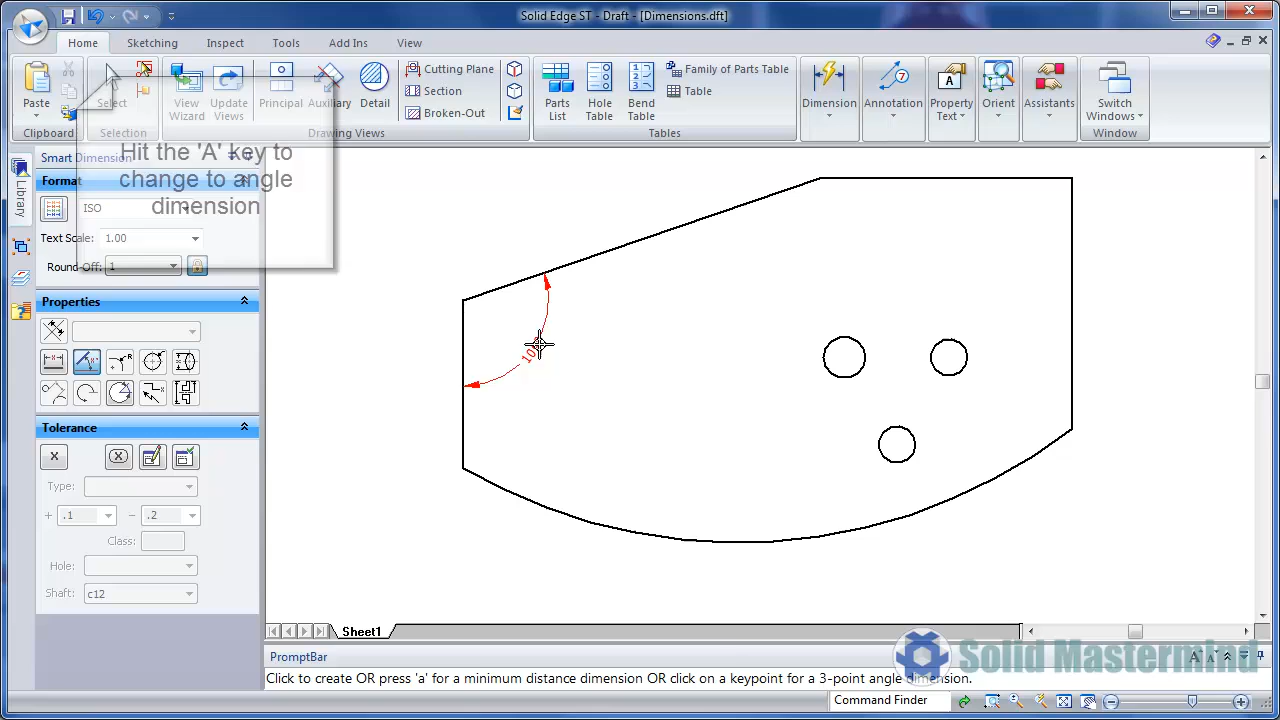 Solid Edge ST - Draft - [Dimensions.dft]
Home Sketching Inspect Tools Add Ins View
Paste
Clipboard
Select
Selection
View Wizard
Update Views
Principal
Auxiliary
Detail
Cutting Plane
Section
Broken-Out
Drawing Views
Parts List
Hole Table
Bend Table
Family of Parts Table
Table
Tables
Dimension
Annotation
Property Text
Orient
Assistants
Switch Windows
Window
Hit the 'A' key to
change to angle
dimension
Library
Smart Dimension
Format
ISO
Text Scale: 1.00
Round-Off: 1
Properties
Tolerance
Type:
+ .1 - .2
Class:
Hole:
Shaft: c12
Sheet1
PromptBar
Click to create OR press 'a' for a minimum distance dimension OR click on a keypoint for a 3-point angle dimension.
Solid Mastermind
Command Finder